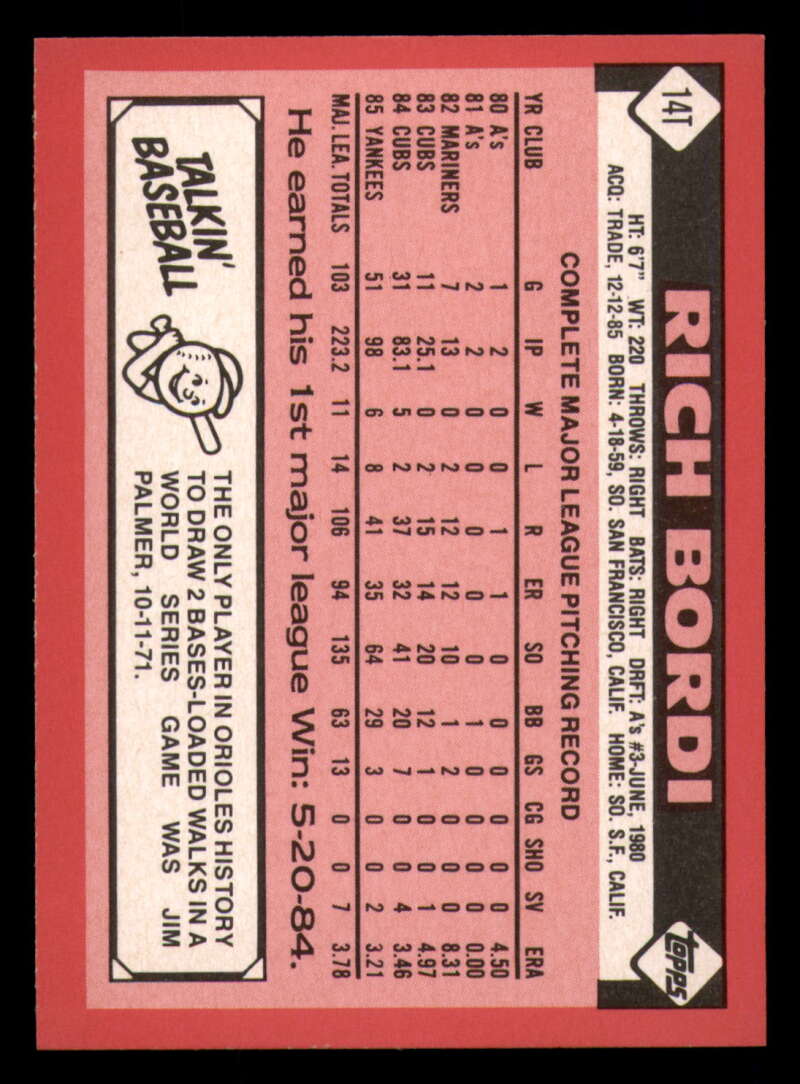 14T
RICH BORDI
topps
HT: 6'7" WT: 220 THROWS: RIGHT BATS: RIGHT DRFT: A's #3-JUNE, 1980
ACQ: TRADE, 12-12-85 BORN: 4-18-59, SO. SAN FRANCISCO, CALIF. HOME: SO. S.F., CALIF.
COMPLETE MAJOR LEAGUE PITCHING RECORD
YR CLUB G IP W L R ER SO BB GS CG SHO SV ERA
80 A's 1 2 0 0 1 1 0 0 0 0 0 0 4.50
81 A's 2 2 0 0 0 0 0 1 0 0 0 0 0.00
82 MARINERS 7 13 0 2 12 12 10 1 2 0 0 0 8.31
83 CUBS 11 25.1 0 2 15 14 20 12 1 0 0 1 4.97
84 CUBS 31 83.1 5 2 37 32 41 20 7 0 0 4 3.46
85 YANKEES 51 98 6 8 41 35 64 29 3 0 0 2 3.21
MAJ. LEA. TOTALS 103 223.2 11 14 106 94 135 63 13 0 0 7 3.78
He earned his 1st major league Win: 5-20-84.
TALKIN'
BASEBALL
THE ONLY PLAYER IN ORIOLES HISTORY
TO DRAW 2 BASES-LOADED WALKS IN A
WORLD SERIES GAME WAS JIM
PALMER, 10-11-71.